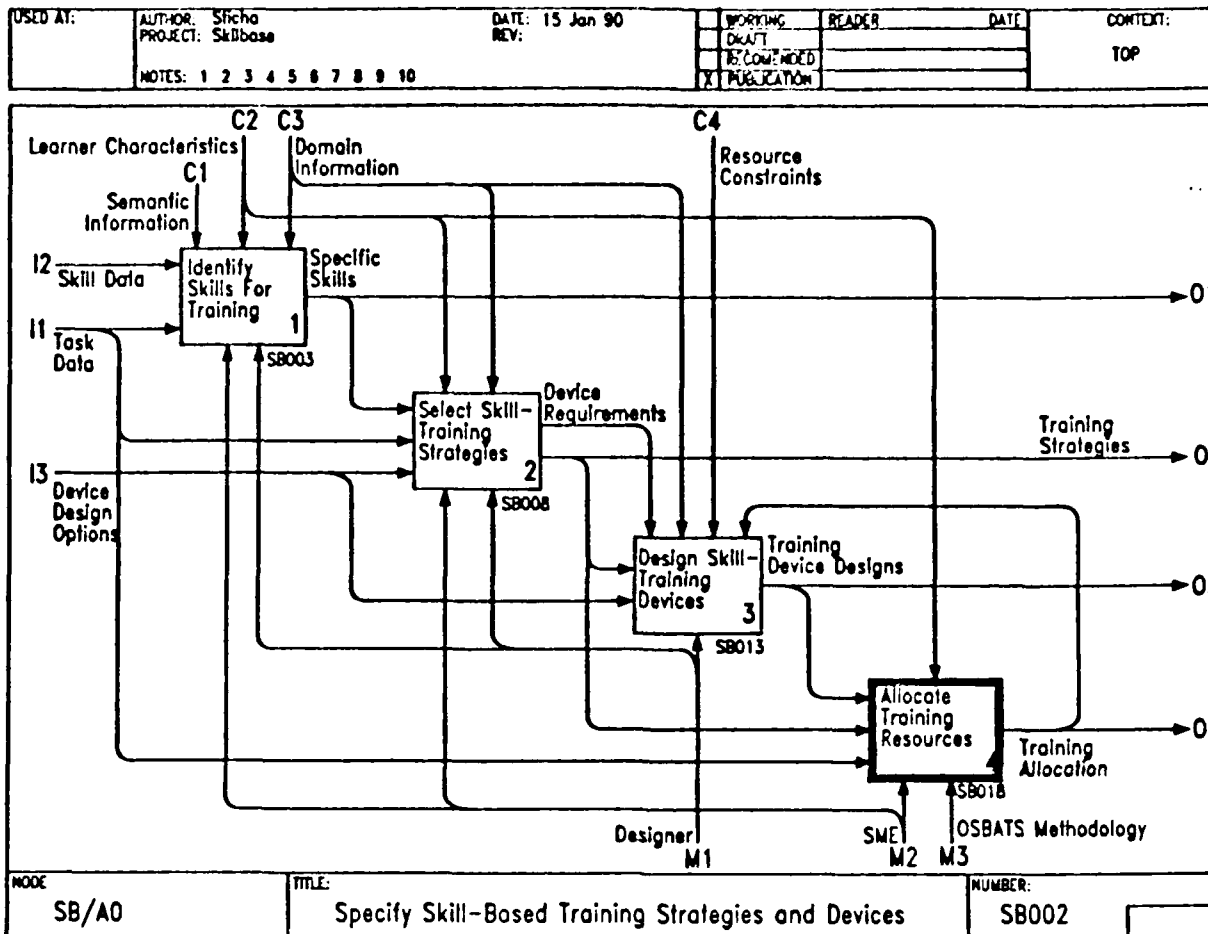 USED AT:
AUTHOR: Sticha
PROJECT: Skillbase
DATE: 15 Jan 90
REV:
NOTES: 1 2 3 4 5 6 7 8 9 10
WORKING
DRAFT
RECOMENDED
X PUBLICATION
READER DATE
CONTEXT:
TOP
C2 C3 C4
Learner Characteristics
Domain
Information
Resource
Constraints
C1
Semantic
Information
I2
Skill Data
I1
Task
Data
Identify
Skills For
Training
1
SB003
Specific
Skills
O
Select Skill-
Training
Strategies
2
SB008
Device
Requirements
Training
Strategies
O
I3
Device
Design
Options
Design Skill-
Training
Devices
3
SB013
Training
Device Designs
O
Allocate
Training
Resources
4
SB018
O
Training
Allocation
Designer
M1
SME
M2
OSBATS Methodology
M3
NODE
SB/A0
TITLE:
Specify Skill-Based Training Strategies and Devices
NUMBER:
SB002